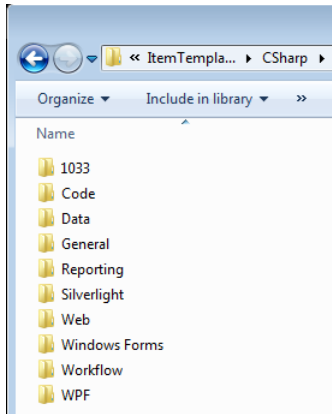 « ItemTempla... ▸ CSharp ▸
Organize ▾ Include in library ▾ »
Name
1033
Code
Data
General
Reporting
Silverlight
Web
Windows Forms
Workflow
WPF